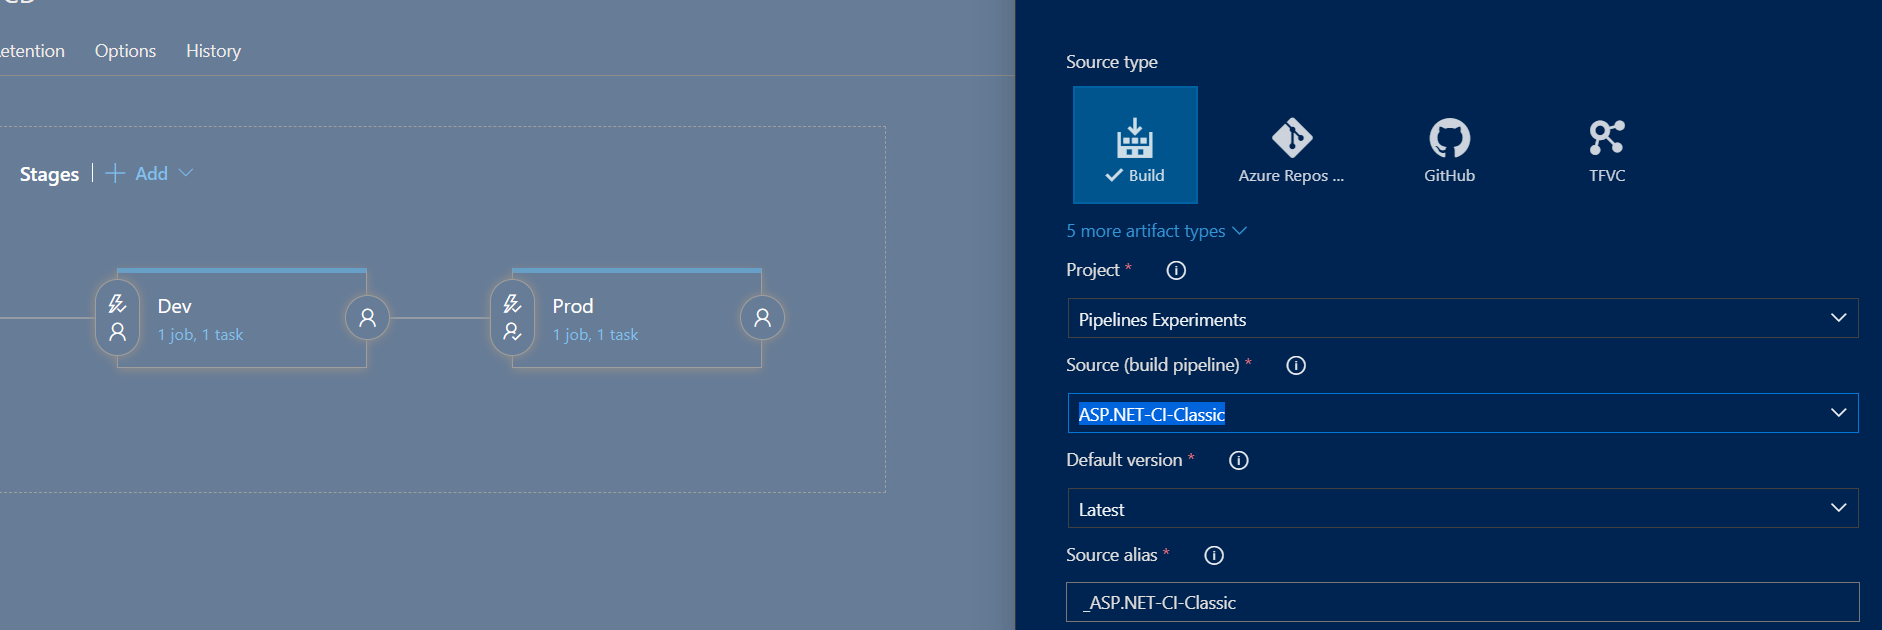 Options History
Stages | + Add
Dev
1 job, 1 task
Prod
1 job, 1 task
Source type
Build
Azure Repos ...
GitHub
TFVC
5 more artifact types
Project *
Pipelines Experiments
Source (build pipeline) *
ASP.NET-CI-Classic
Default version *
Latest
Source alias *
_ASP.NET-CI-Classic